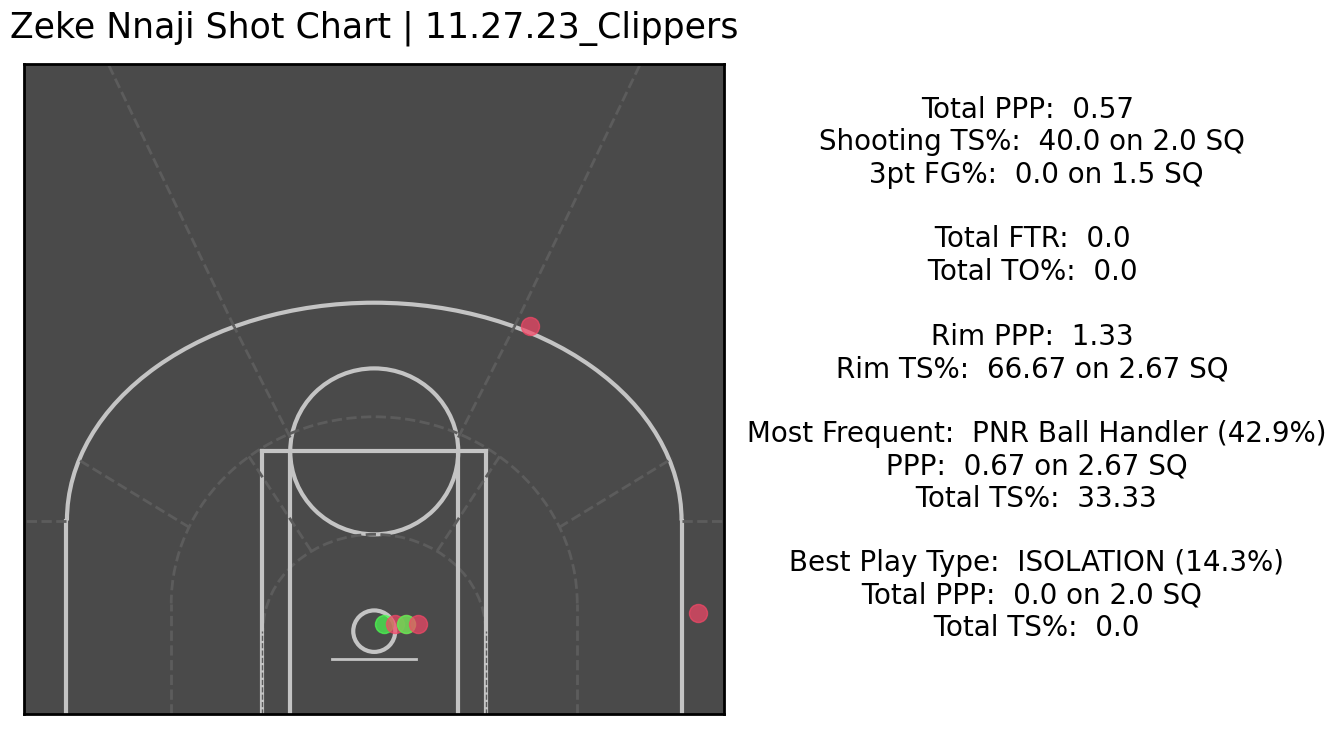 Zeke Nnaji Shot Chart | 11.27.23_Clippers
Total PPP:  0.57
Shooting TS%:  40.0 on 2.0 SQ
3pt FG%:  0.0 on 1.5 SQ
Total FTR:  0.0
Total TO%:  0.0
Rim PPP:  1.33
Rim TS%:  66.67 on 2.67 SQ
Most Frequent:  PNR Ball Handler (42.9%)
PPP:  0.67 on 2.67 SQ
Total TS%:  33.33
Best Play Type:  ISOLATION (14.3%)
Total PPP:  0.0 on 2.0 SQ
Total TS%:  0.0